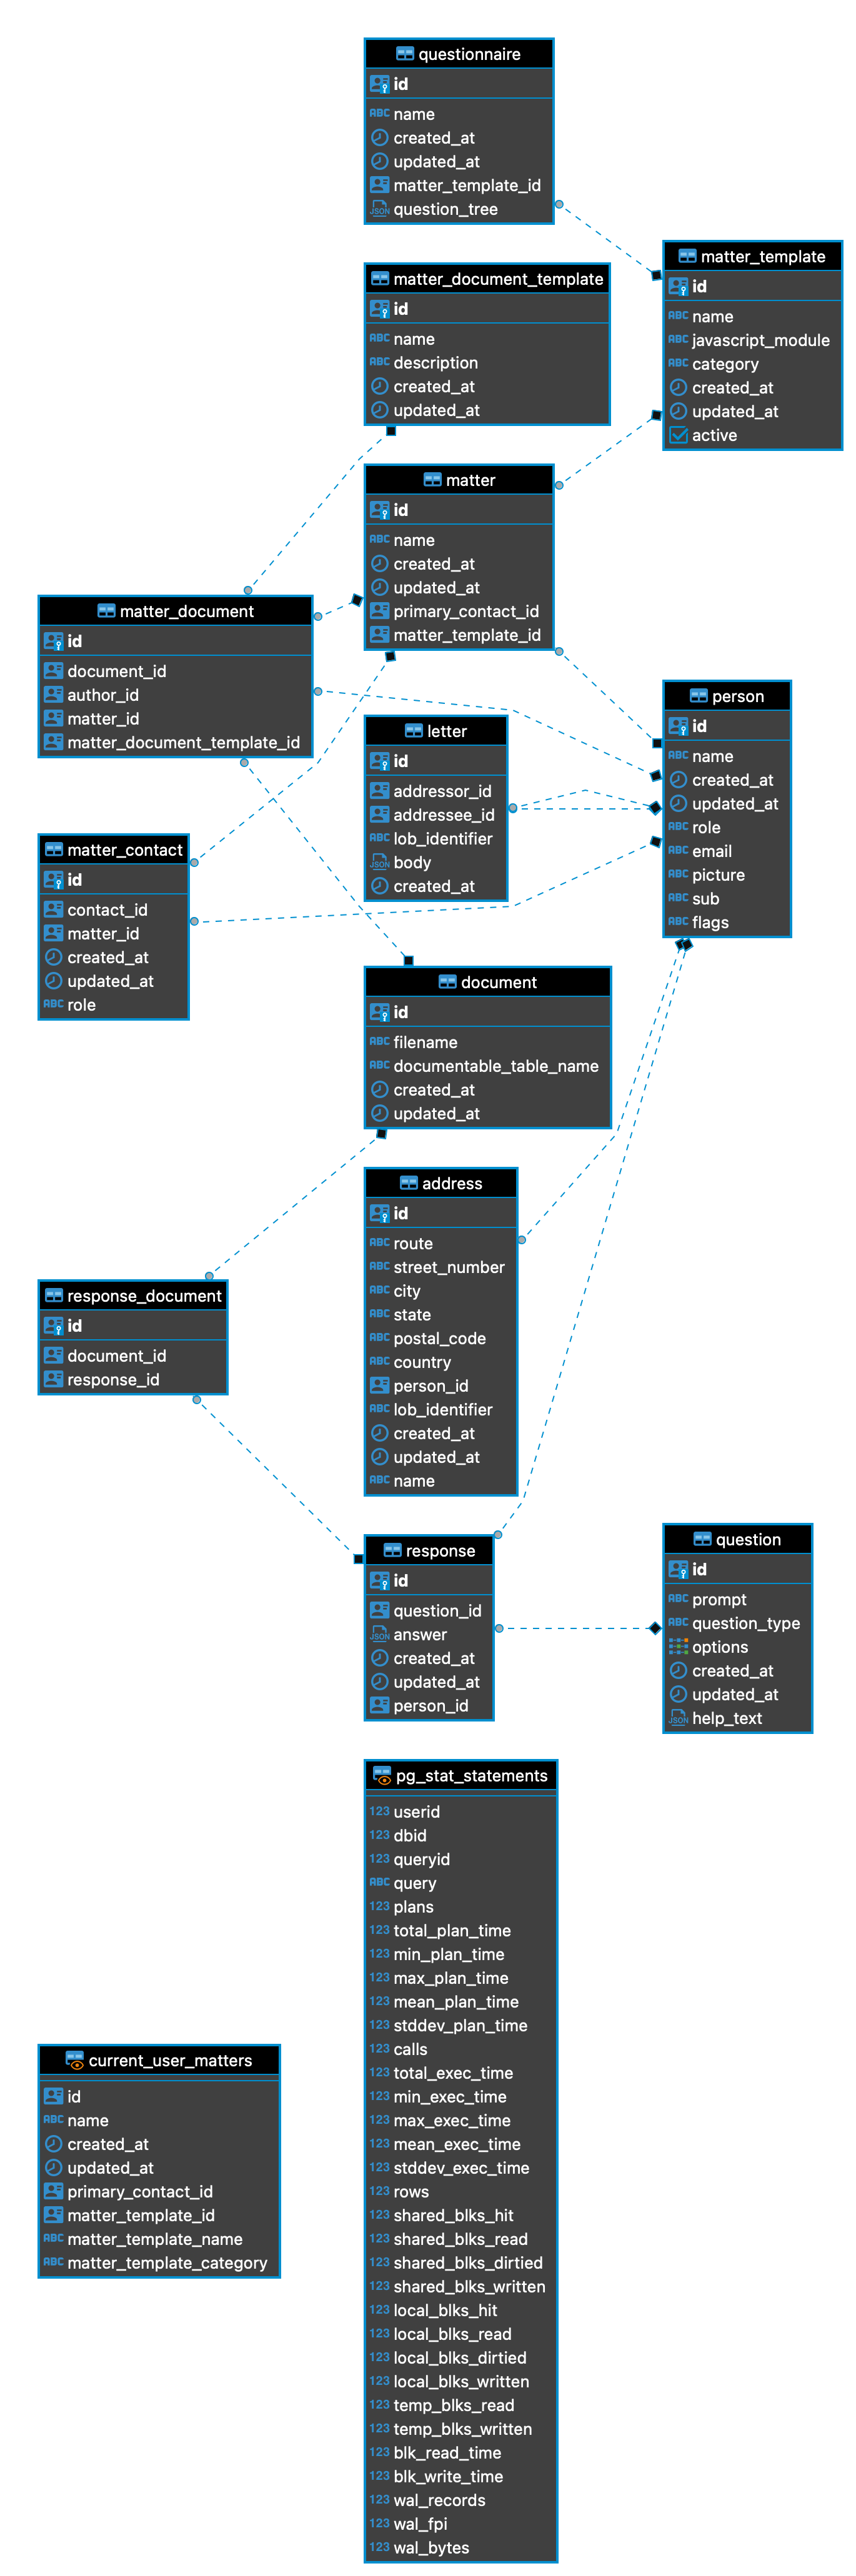 questionnaire
id
ABC name
created_at
updated_at
matter_template_id
JSON question_tree
matter_template
id
ABC name
ABC javascript_module
ABC category
created_at
updated_at
active
matter_document_template
id
ABC name
ABC description
created_at
updated_at
matter
id
ABC name
created_at
updated_at
primary_contact_id
matter_template_id
matter_document
id
document_id
author_id
matter_id
matter_document_template_id
person
id
ABC name
created_at
updated_at
ABC role
ABC email
ABC picture
ABC sub
ABC flags
letter
id
addressor_id
addressee_id
ABC lob_identifier
JSON body
created_at
matter_contact
id
contact_id
matter_id
created_at
updated_at
ABC role
document
id
ABC filename
ABC documentable_table_name
created_at
updated_at
address
id
ABC route
ABC street_number
ABC city
ABC state
ABC postal_code
ABC country
person_id
ABC lob_identifier
created_at
updated_at
ABC name
response_document
id
document_id
response_id
response
id
question_id
JSON answer
created_at
updated_at
person_id
question
id
ABC prompt
ABC question_type
options
created_at
updated_at
JSON help_text
pg_stat_statements
123 userid
123 dbid
123 queryid
ABC query
123 plans
123 total_plan_time
123 min_plan_time
123 max_plan_time
123 mean_plan_time
123 stddev_plan_time
123 calls
123 total_exec_time
123 min_exec_time
123 max_exec_time
123 mean_exec_time
123 stddev_exec_time
123 rows
123 shared_blks_hit
123 shared_blks_read
123 shared_blks_dirtied
123 shared_blks_written
123 local_blks_hit
123 local_blks_read
123 local_blks_dirtied
123 local_blks_written
123 temp_blks_read
123 temp_blks_written
123 blk_read_time
123 blk_write_time
123 wal_records
123 wal_fpi
123 wal_bytes
current_user_matters
id
ABC name
created_at
updated_at
primary_contact_id
matter_template_id
ABC matter_template_name
ABC matter_template_category